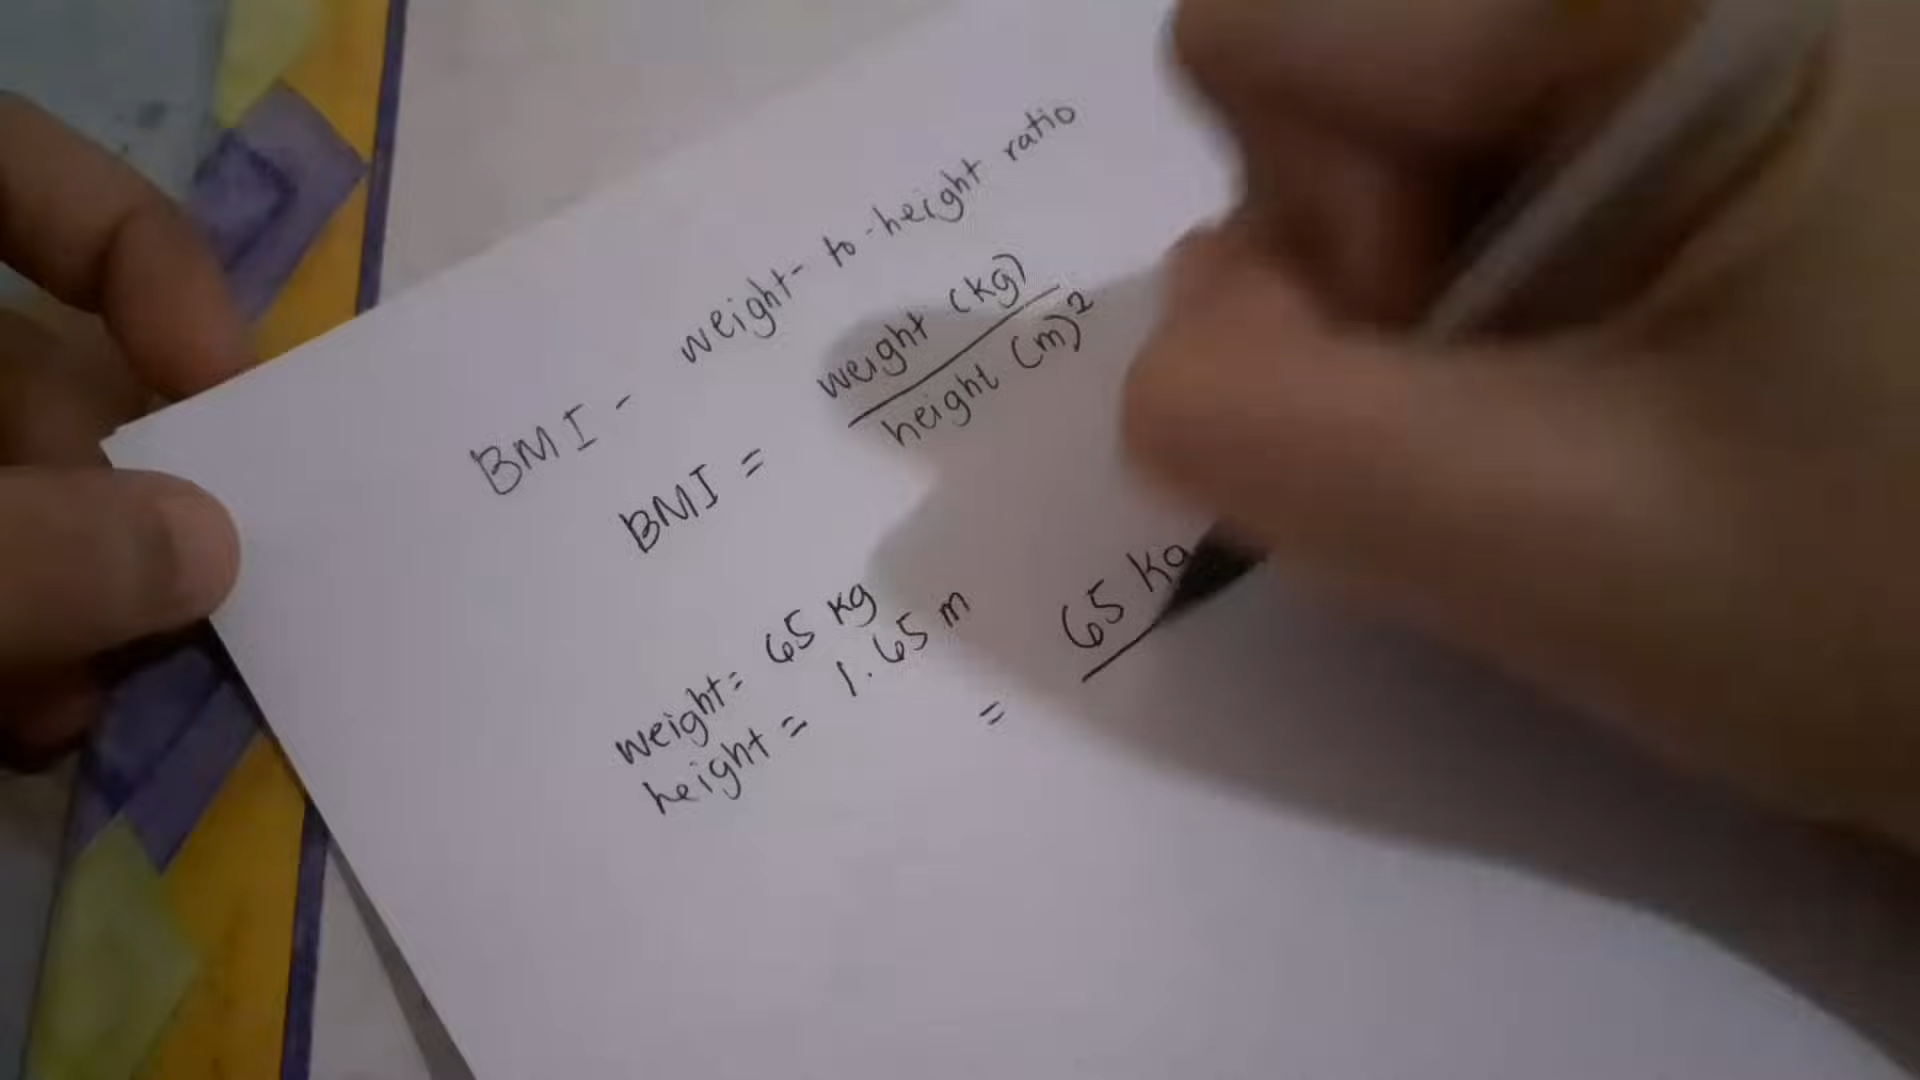 BMI - weight-to-height ratio
BMI = weight (kg)
height (m)²
weight= 65 kg
height = 1.65 m
= 65 kg